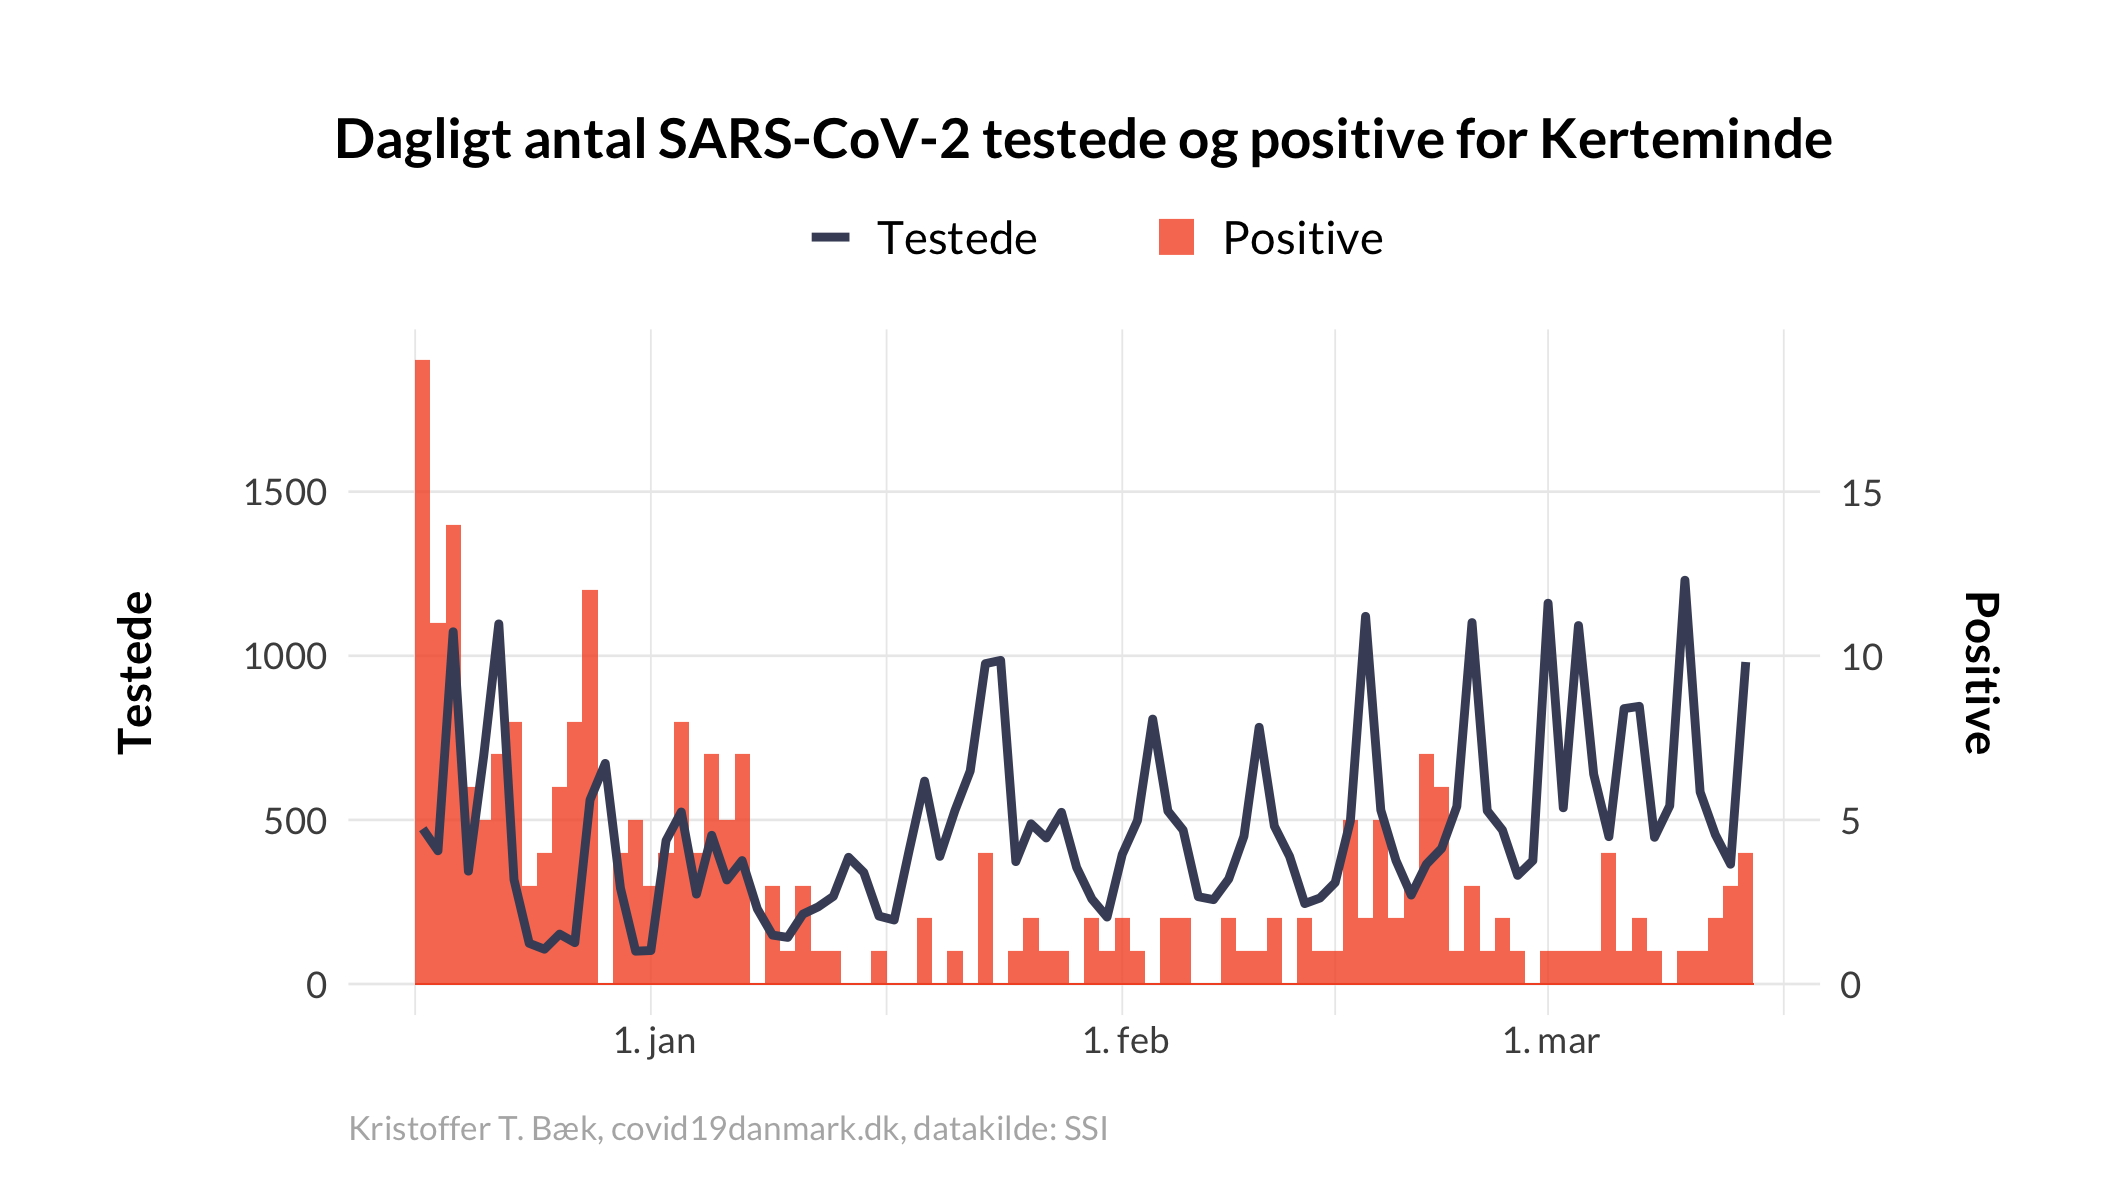 Dagligt antal SARS-CoV-2 testede og positive for Kerteminde
Testede Positive
1500 15
1000 10
500 5
0 0
Testede
Positive
1. jan 1. feb 1. mar
Kristoffer T. Bæk, covid19danmark.dk, datakilde: SSI